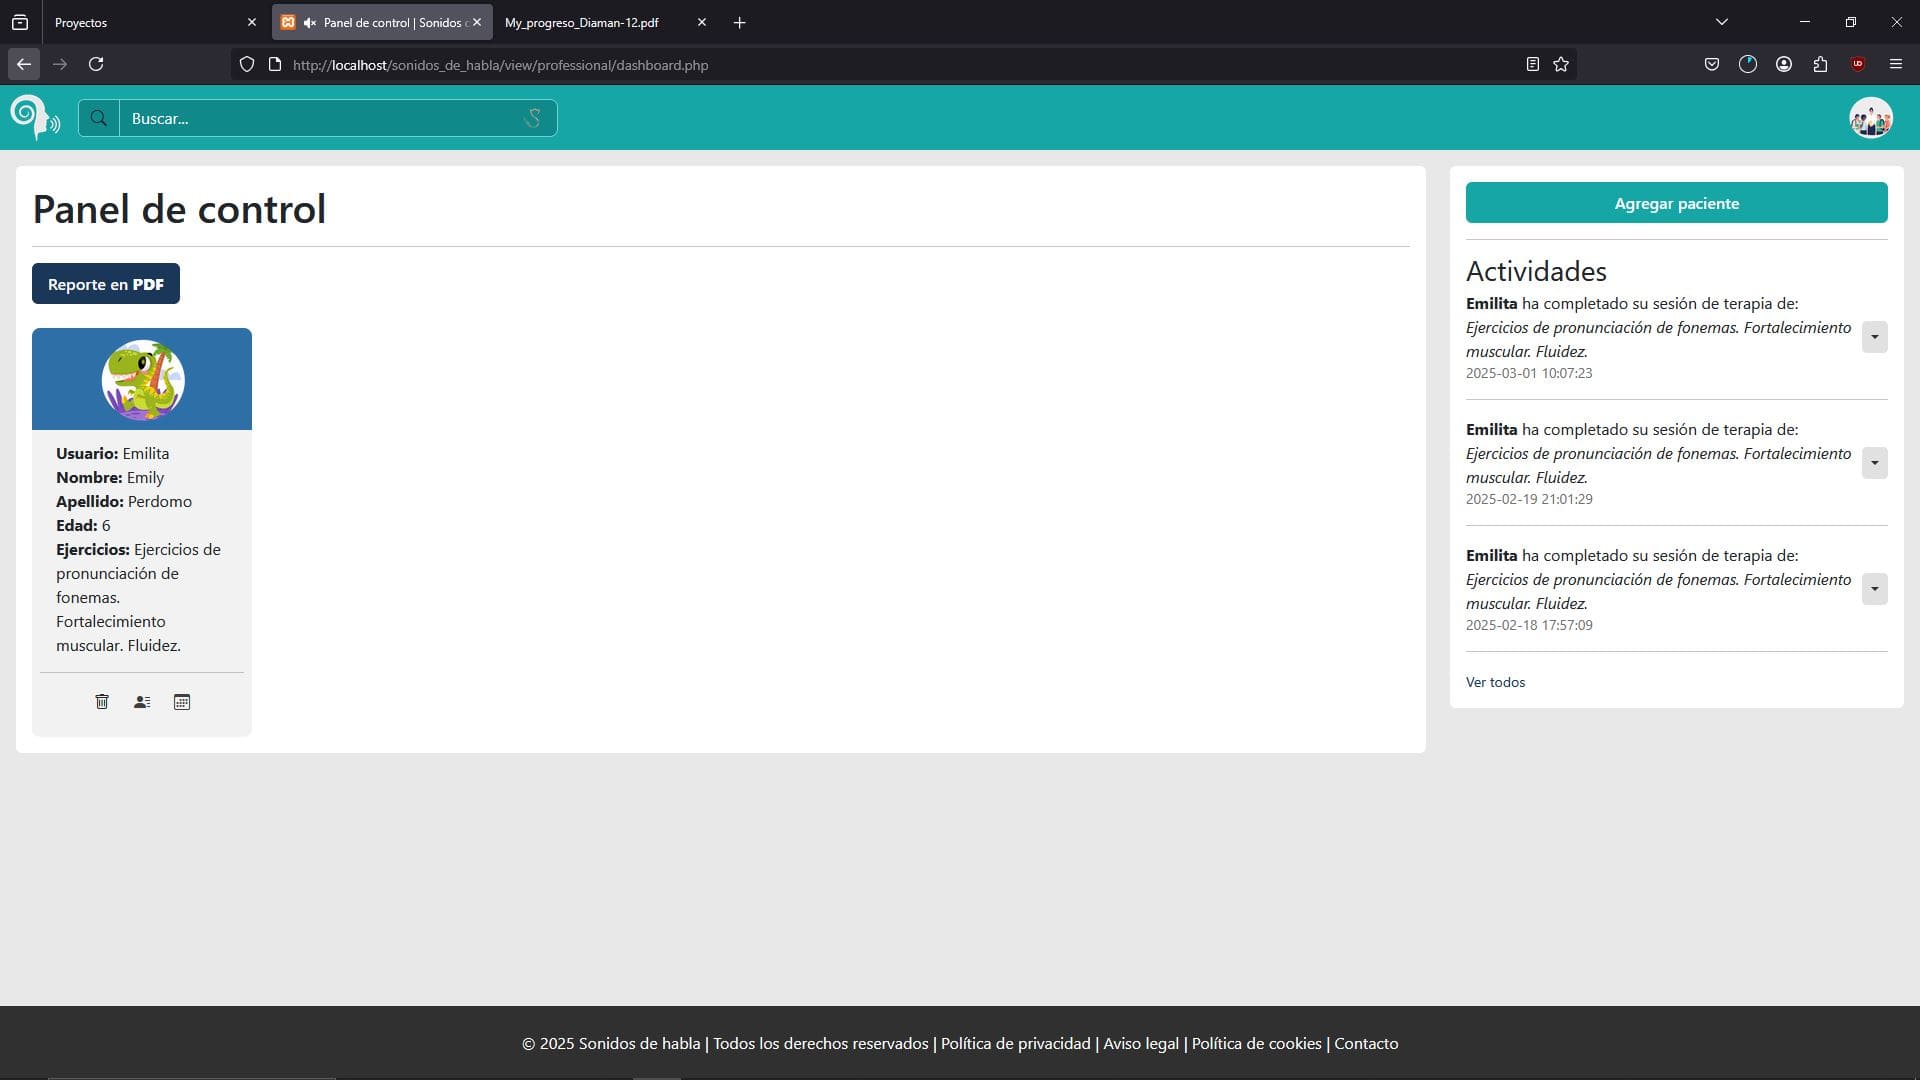 Proyectos
Panel de control | Sonidos
My_progreso_Diaman-12.pdf
http://localhost/sonidos_de_habla/view/professional/dashboard.php
Buscar...
Panel de control
Reporte en PDF
Usuario: Emilita
Nombre: Emily
Apellido: Perdomo
Edad: 6
Ejercicios: Ejercicios de
pronunciación de
fonemas.
Fortalecimiento
muscular. Fluidez.
Agregar paciente
Actividades
Emilita ha completado su sesión de terapia de:
Ejercicios de pronunciación de fonemas. Fortalecimiento
muscular. Fluidez.
2025-03-01 10:07:23
Emilita ha completado su sesión de terapia de:
Ejercicios de pronunciación de fonemas. Fortalecimiento
muscular. Fluidez.
2025-02-19 21:01:29
Emilita ha completado su sesión de terapia de:
Ejercicios de pronunciación de fonemas. Fortalecimiento
muscular. Fluidez.
2025-02-18 17:57:09
Ver todos
© 2025 Sonidos de habla | Todos los derechos reservados | Política de privacidad | Aviso legal | Política de cookies | Contacto